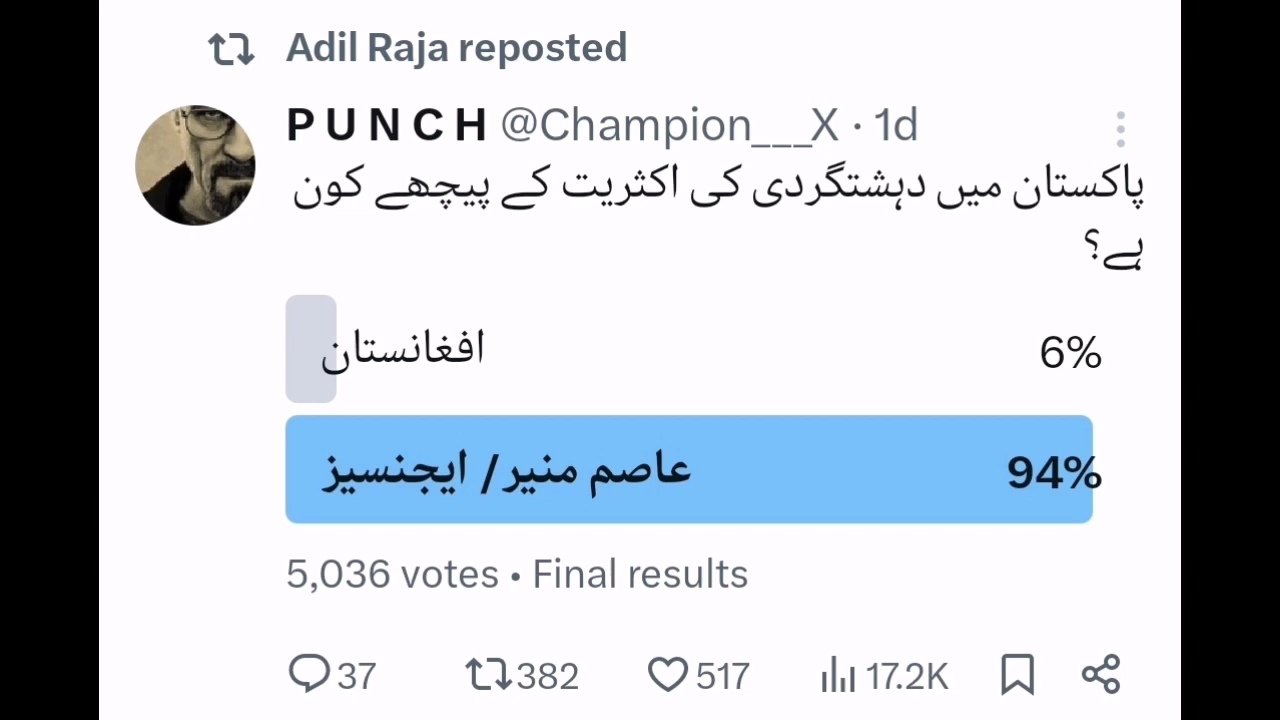 Adil Raja reposted
P U N C H @Champion___X · 1d
پاکستان میں دہشتگردی کی اکثریت کے پیچھے کون
ہے؟
افغانستان 6%
عاصم منیر/ ایجنسیز 94%
5,036 votes • Final results
37 382 517 17.2K